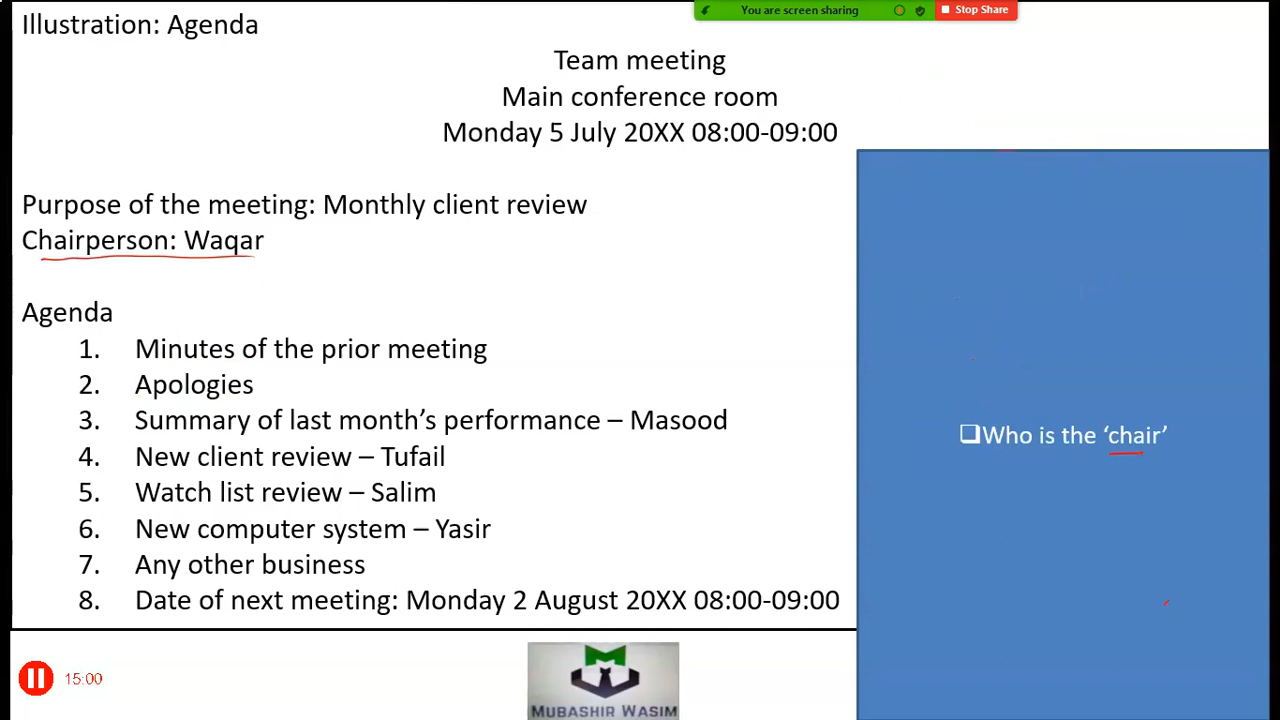 Illustration: Agenda
You are screen sharing
Stop Share
Team meeting
Main conference room
Monday 5 July 20XX 08:00-09:00
Purpose of the meeting: Monthly client review
Chairperson: Waqar
Agenda
1. Minutes of the prior meeting
2. Apologies
3. Summary of last month’s performance – Masood
4. New client review – Tufail
5. Watch list review – Salim
6. New computer system – Yasir
7. Any other business
8. Date of next meeting: Monday 2 August 20XX 08:00-09:00
❑Who is the ‘chair’
15:00
MUBASHIR WASIM